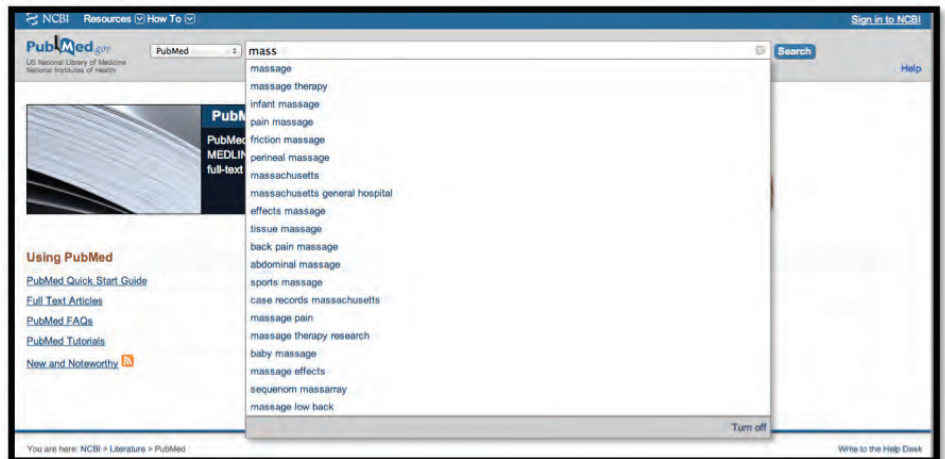 NCBI Resources How To Sign in to NCBI
PubMed.gov
US National Library of Medicine
National Institutes of Health
PubMed
mass
Search
Help
massage
massage therapy
infant massage
pain massage
friction massage
perineal massage
massachusetts
massachusetts general hospital
effects massage
tissue massage
back pain massage
abdominal massage
sports massage
case records massachusetts
massage pain
massage therapy research
baby massage
massage effects
sequenom massarray
massage low back
Turn off
PubM
PubMed
MEDLIN
full-text
Using PubMed
PubMed Quick Start Guide
Full Text Articles
PubMed FAQs
PubMed Tutorials
New and Noteworthy
You are here: NCBI > Literature > PubMed Write to the Help Desk